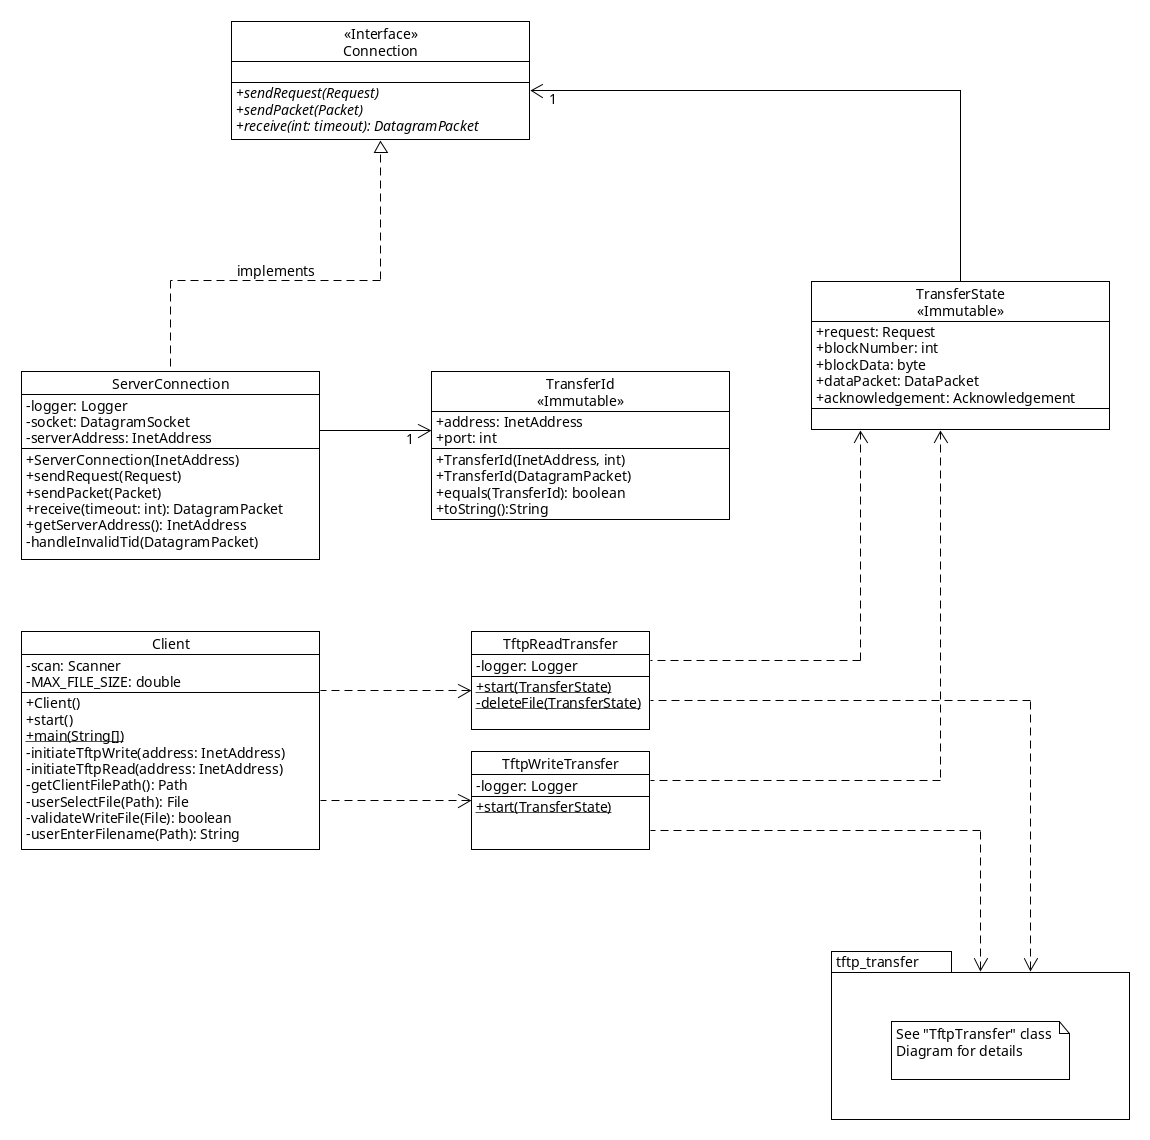 «Interface»
Connection
+sendRequest(Request)
+sendPacket(Packet)
+receive(int: timeout): DatagramPacket
1
implements
TransferState
«Immutable»
+request: Request
+blockNumber: int
+blockData: byte
+dataPacket: DataPacket
+acknowledgement: Acknowledgement
ServerConnection
-logger: Logger
-socket: DatagramSocket
-serverAddress: InetAddress
+ServerConnection(InetAddress)
+sendRequest(Request)
+sendPacket(Packet)
+receive(timeout: int): DatagramPacket
+getServerAddress(): InetAddress
-handleInvalidTid(DatagramPacket)
1
TransferId
«Immutable»
+address: InetAddress
+port: int
+TransferId(InetAddress, int)
+TransferId(DatagramPacket)
+equals(TransferId): boolean
+toString():String
Client
-scan: Scanner
-MAX_FILE_SIZE: double
+Client()
+start()
+main(String[])
-initiateTftpWrite(address: InetAddress)
-initiateTftpRead(address: InetAddress)
-getClientFilePath(): Path
-userSelectFile(Path): File
-validateWriteFile(File): boolean
-userEnterFilename(Path): String
TftpReadTransfer
-logger: Logger
+start(TransferState)
-deleteFile(TransferState)
TftpWriteTransfer
-logger: Logger
+start(TransferState)
tftp_transfer
See "TftpTransfer" class
Diagram for details